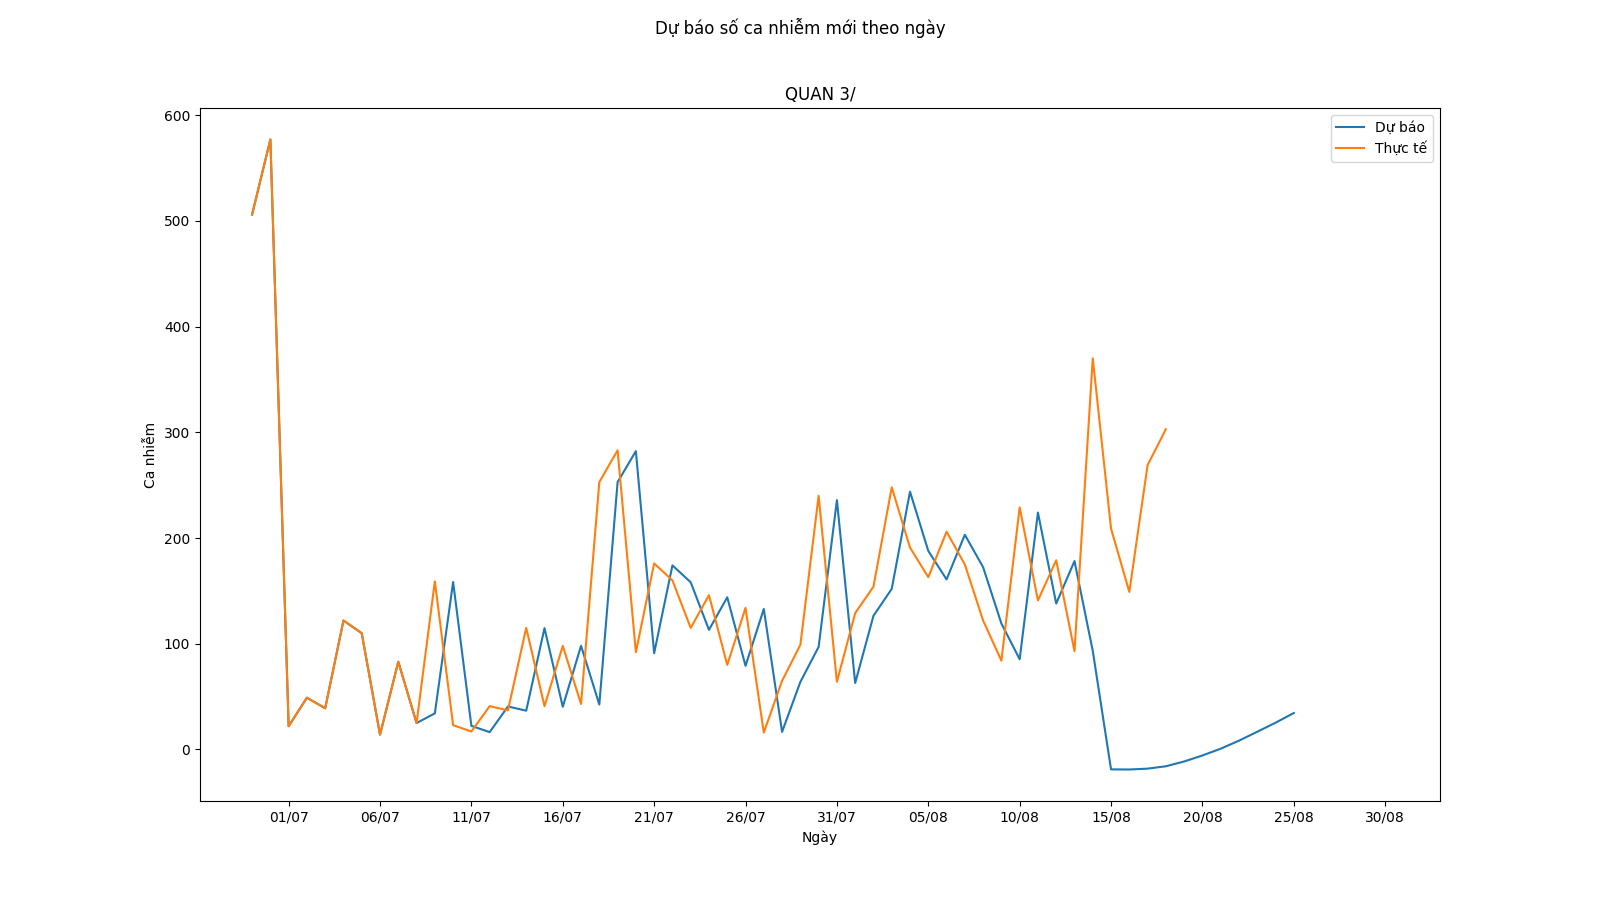 Dự báo số ca nhiễm mới theo ngày
QUAN 3/
Dự báo
Thực tế
600
500
400
300
200
100
0
Ca nhiễm
01/07 06/07 11/07 16/07 21/07 26/07 31/07 05/08 10/08 15/08 20/08 25/08 30/08
Ngày